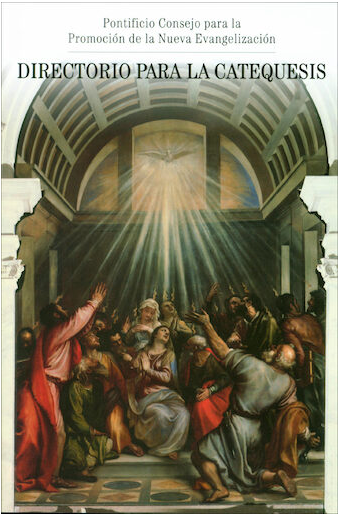 Pontificio Consejo para la
Promoción de la Nueva Evangelización
DIRECTORIO PARA LA CATEQUESIS